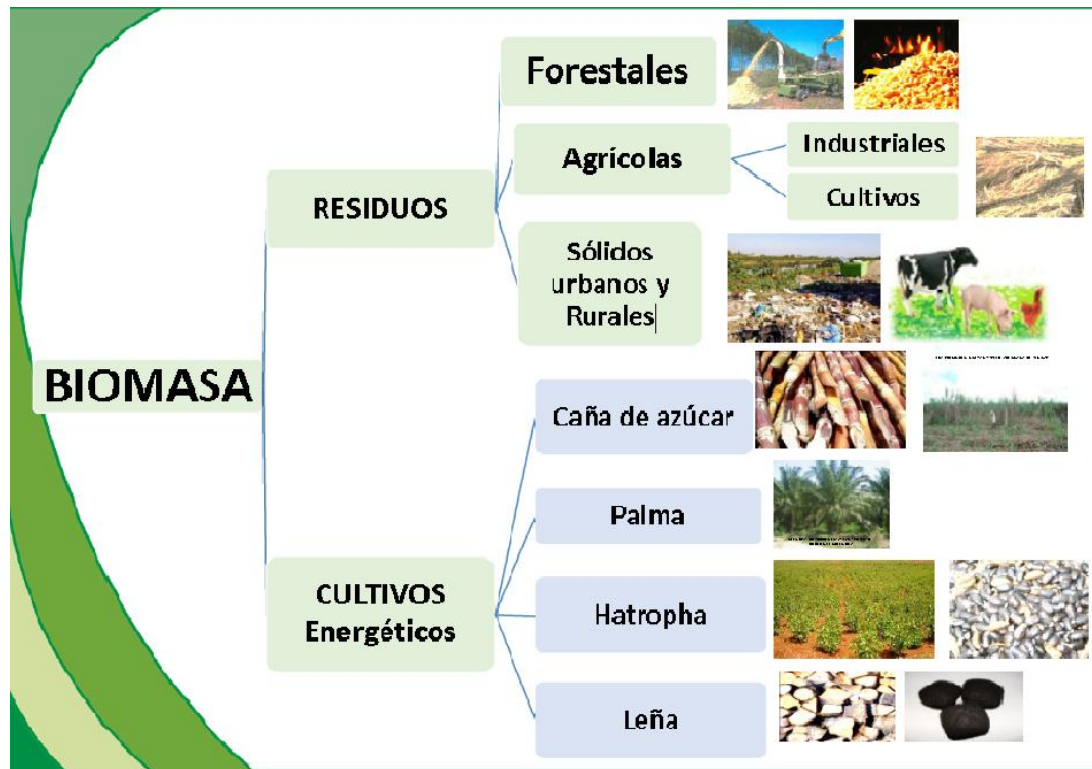 Forestales
Agrícolas
Industriales
Cultivos
RESIDUOS
Sólidos
urbanos y
Rurales
BIOMASA
Caña de azúcar
Palma
CULTIVOS
Energéticos
Hatropha
Leña